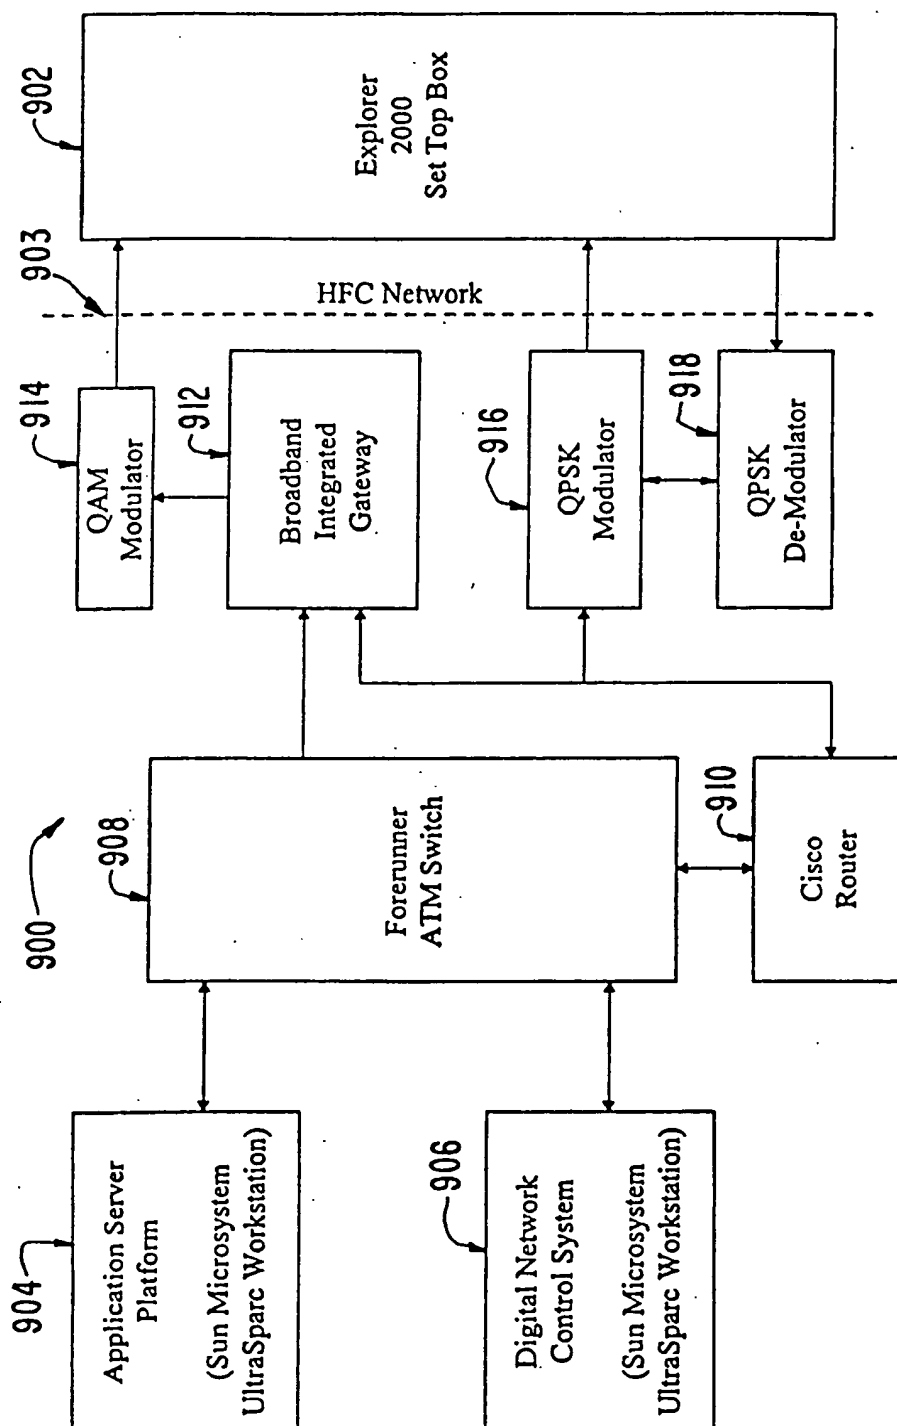 900
904
Application Server
Platform
(Sun Microsystem
UltraSparc Workstation)
906
Digital Network
Control System
(Sun Microsystem
UltraSparc Workstation)
908
Forerunner
ATM Switch
910
Cisco
Router
914
QAM
Modulator
912
Broadband
Integrated
Gateway
916
QPSK
Modulator
918
QPSK
De-Modulator
903
HFC Network
902
Explorer
2000
Set Top Box